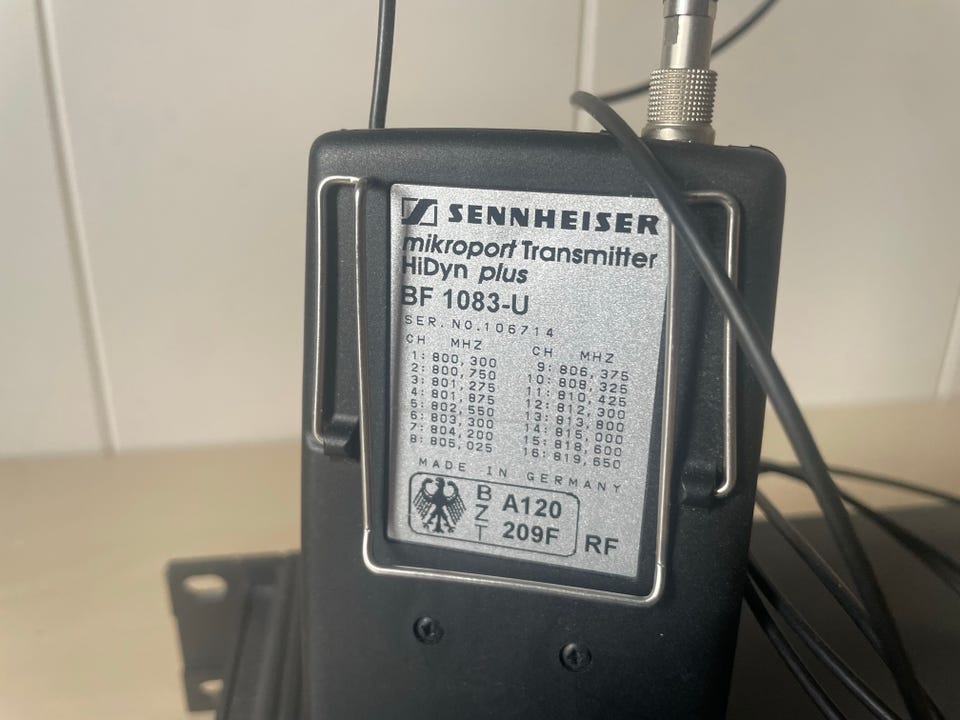 SENNHEISER
mikroport Transmitter
HiDyn plus
BF 1083-U
SER. NO. 106714
CH MHZ CH MHZ
1: 800,300 9: 806,375
2: 800,750 10: 808,325
3: 801,275 11: 810,425
4: 801,875 12: 812,300
5: 802,550 13: 813,800
6: 803,300 14: 815,000
7: 804,200 15: 818,600
8: 805,025 16: 819,650
MADE IN GERMANY
BZT A120
209F RF